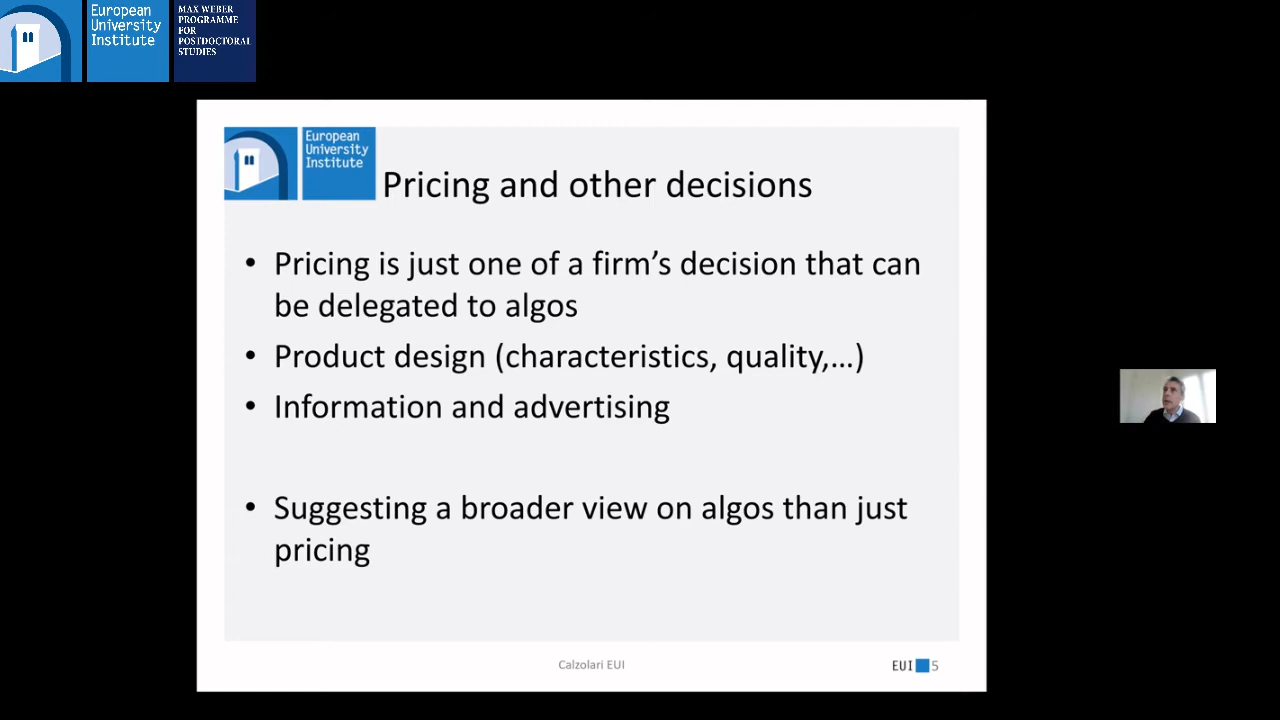 European
University
Institute
MAX WEBER
PROGRAMME
FOR
POSTDOCTORAL
STUDIES
European
University
Institute
Pricing and other decisions
• Pricing is just one of a firm’s decision that can
be delegated to algos
• Product design (characteristics, quality,…)
• Information and advertising
• Suggesting a broader view on algos than just
pricing
Calzolari EUI
EUI 5